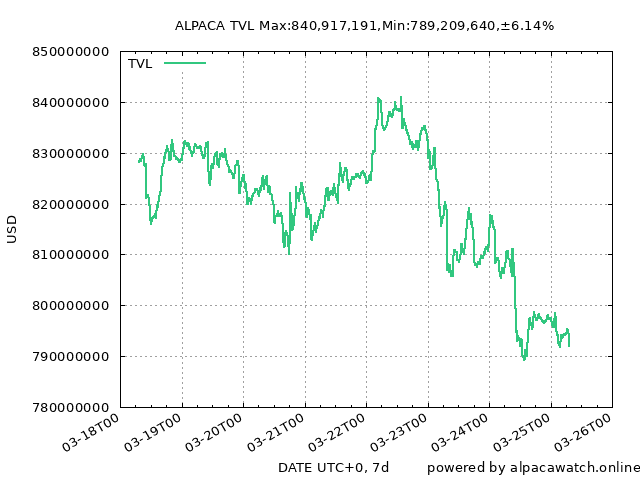 ALPACA TVL Max:840,917,191,Min:789,209,640,±6.14%
850000000
TVL
840000000
830000000
820000000
USD
810000000
800000000
790000000
780000000
03-18T00
03-19T00
03-20T00
03-21T00
03-22T00
03-23T00
03-24T00
03-25T00
03-26T00
DATE UTC+0, 7d
powered by alpacawatch.online